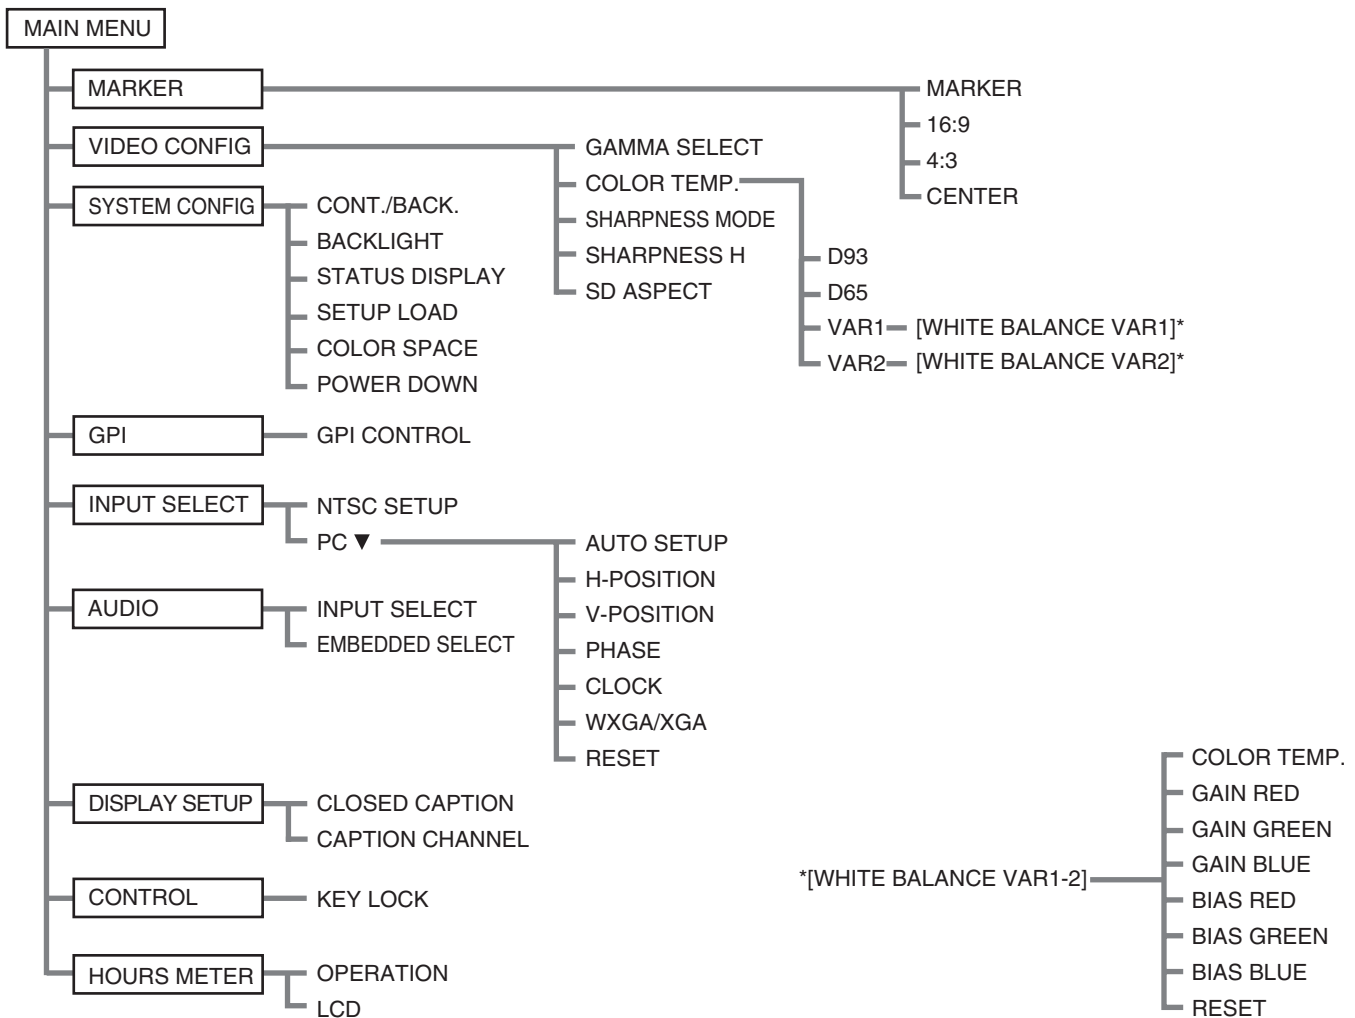 MAIN MENU
MARKER
MARKER
16:9
4:3
CENTER
VIDEO CONFIG
GAMMA SELECT
COLOR TEMP.
D93
D65
VAR1
[WHITE BALANCE VAR1]*
VAR2
[WHITE BALANCE VAR2]*
SHARPNESS MODE
SHARPNESS H
SD ASPECT
SYSTEM CONFIG
CONT./BACK.
BACKLIGHT
STATUS DISPLAY
SETUP LOAD
COLOR SPACE
POWER DOWN
GPI
GPI CONTROL
INPUT SELECT
NTSC SETUP
PC ▼
AUTO SETUP
H-POSITION
V-POSITION
PHASE
CLOCK
WXGA/XGA
RESET
AUDIO
INPUT SELECT
EMBEDDED SELECT
DISPLAY SETUP
CLOSED CAPTION
CAPTION CHANNEL
CONTROL
KEY LOCK
HOURS METER
OPERATION
LCD
*[WHITE BALANCE VAR1-2]
COLOR TEMP.
GAIN RED
GAIN GREEN
GAIN BLUE
BIAS RED
BIAS GREEN
BIAS BLUE
RESET